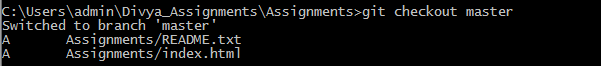 C:\Users\admin\Divya_Assignments\Assignments>git checkout master
Switched to branch 'master'
A       Assignments/README.txt
A       Assignments/index.html